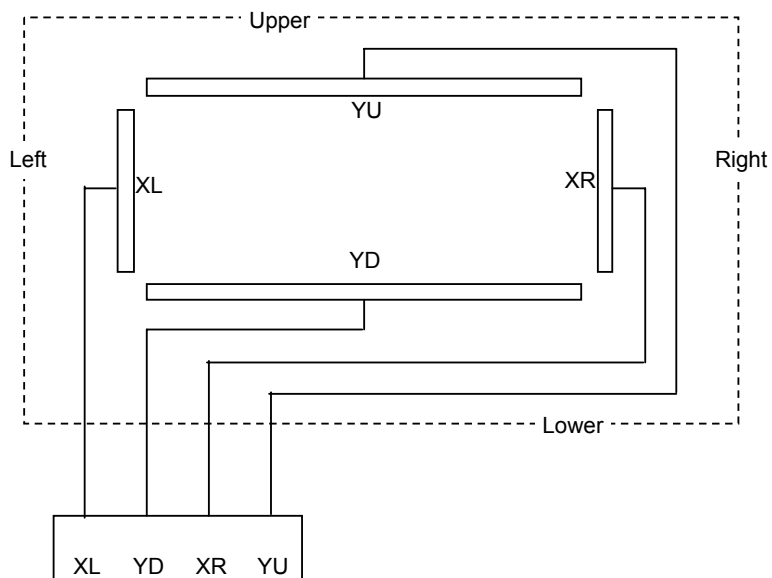 Upper
YU
Left
Right
XL
XR
YD
Lower
XL YD XR YU